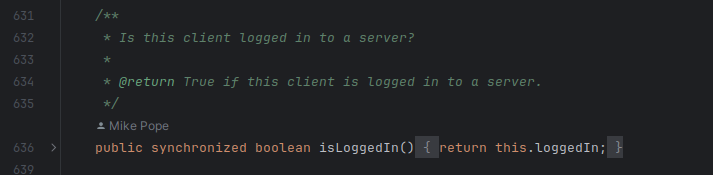 631 /**
632 * Is this client logged in to a server?
633 *
634 * @return True if this client is logged in to a server.
635 */
Mike Pope
636 public synchronized boolean isLoggedIn() { return this.loggedIn; }
639